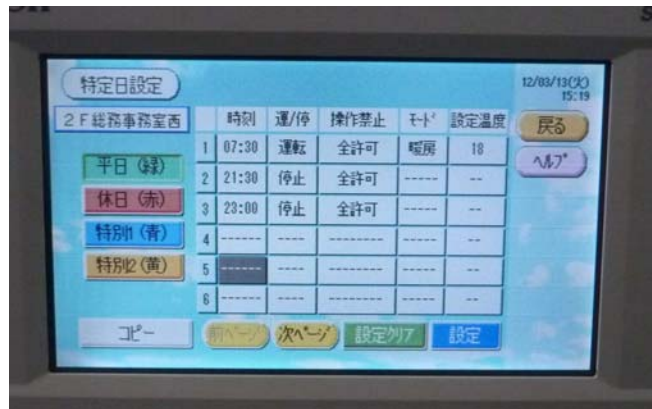 特定日設定
12/03/13(火)
15:19
2F総務事務室西
時刻 運/停 操作禁止 ﾓｰﾄﾞ 設定温度
戻る
1 07:30 運転 全許可 暖房 18
ﾍﾙﾌﾟ
平日(緑)
2 21:30 停止 全許可 ----- --
休日(赤)
3 23:00 停止 全許可 ----- --
特別1(青)
4 ------ ---- -------- ----- --
特別2(黄)
5 ------ ---- -------- ----- --
6 ------ ---- -------- ----- --
ｺﾋﾟｰ 前ﾍﾟｰｼﾞ 次ﾍﾟｰｼﾞ 設定ｸﾘｱ 設定